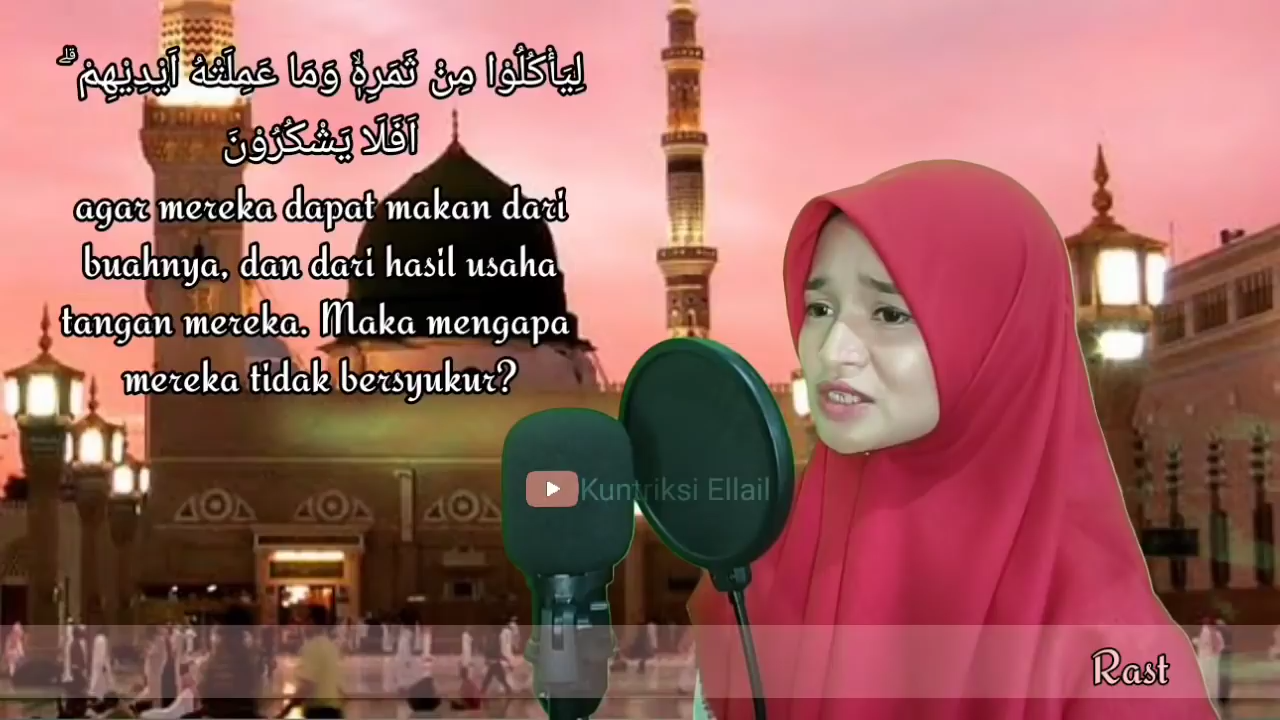 لِيَأْكُلُوْا مِنْ ثَمَرِهٖۙ وَمَا عَمِلَتْهُ اَيْدِيْهِمْ ۗ
اَفَلَا يَشْكُرُوْنَ
agar mereka dapat makan dari
buahnya, dan dari hasil usaha
tangan mereka. Maka mengapa
mereka tidak bersyukur?
Kuntriksi Ellail
Rast